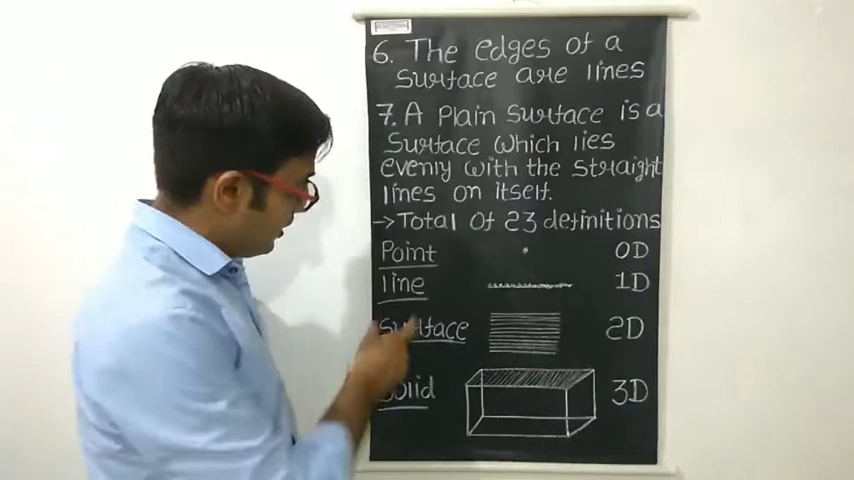 6. The edges of a
surface are lines
7. A Plain surface is a
surface which lies
evenly with the straight
lines on itself.
→ Total of 23 definitions
Point 0D
line 1D
surface 2D
solid 3D